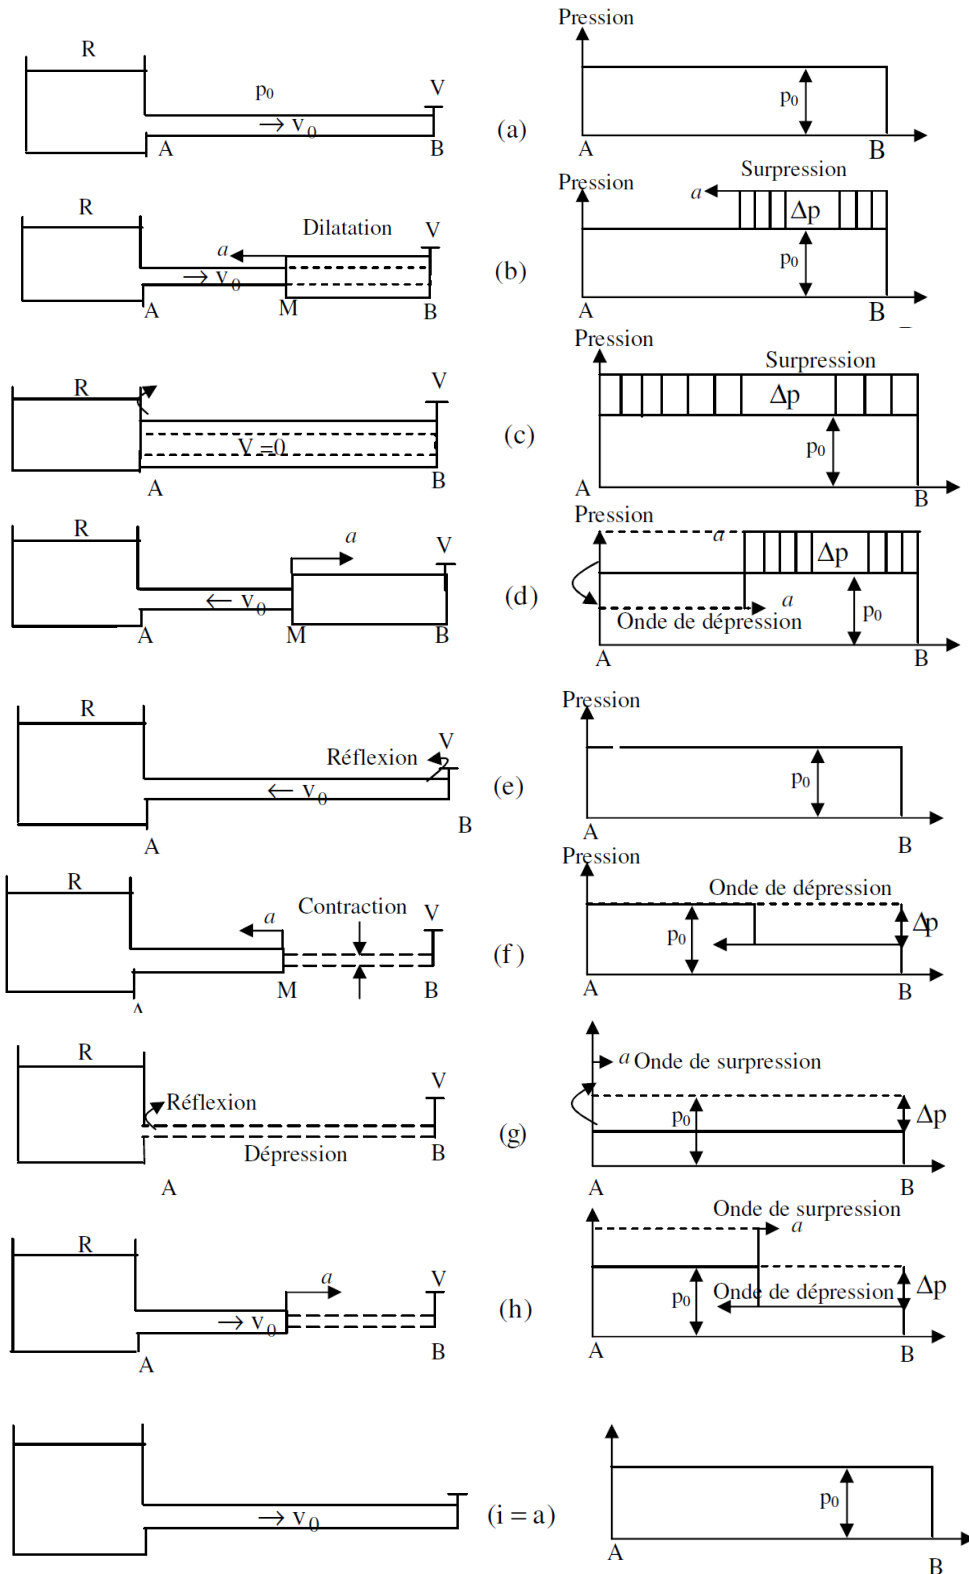 R
p₀
V
→ v₀
A
B
(a)
Pression
p₀
A
B
R
Dilatation
V
a
→ v₀
A
M
B
(b)
Pression
Surpression
a
Δp
p₀
A
B
R
V
V =0
A
B
(c)
Pression
Surpression
Δp
p₀
A
B
R
a
V
← v₀
A
M
B
(d)
Pression
a
Δp
a
Onde de dépression
p₀
A
B
R
Réflexion
V
← v₀
A
B
(e)
Pression
p₀
A
B
R
Contraction
V
a
A
M
B
(f)
Pression
Onde de dépression
p₀
Δp
A
B
R
V
Réflexion
Dépression
B
A
(g)
a Onde de surpression
p₀
Δp
A
B
R
a
V
→ v₀
A
B
(h)
Onde de surpression
a
p₀
Onde de dépression
Δp
A
B
→ v₀
(i = a)
p₀
A
B